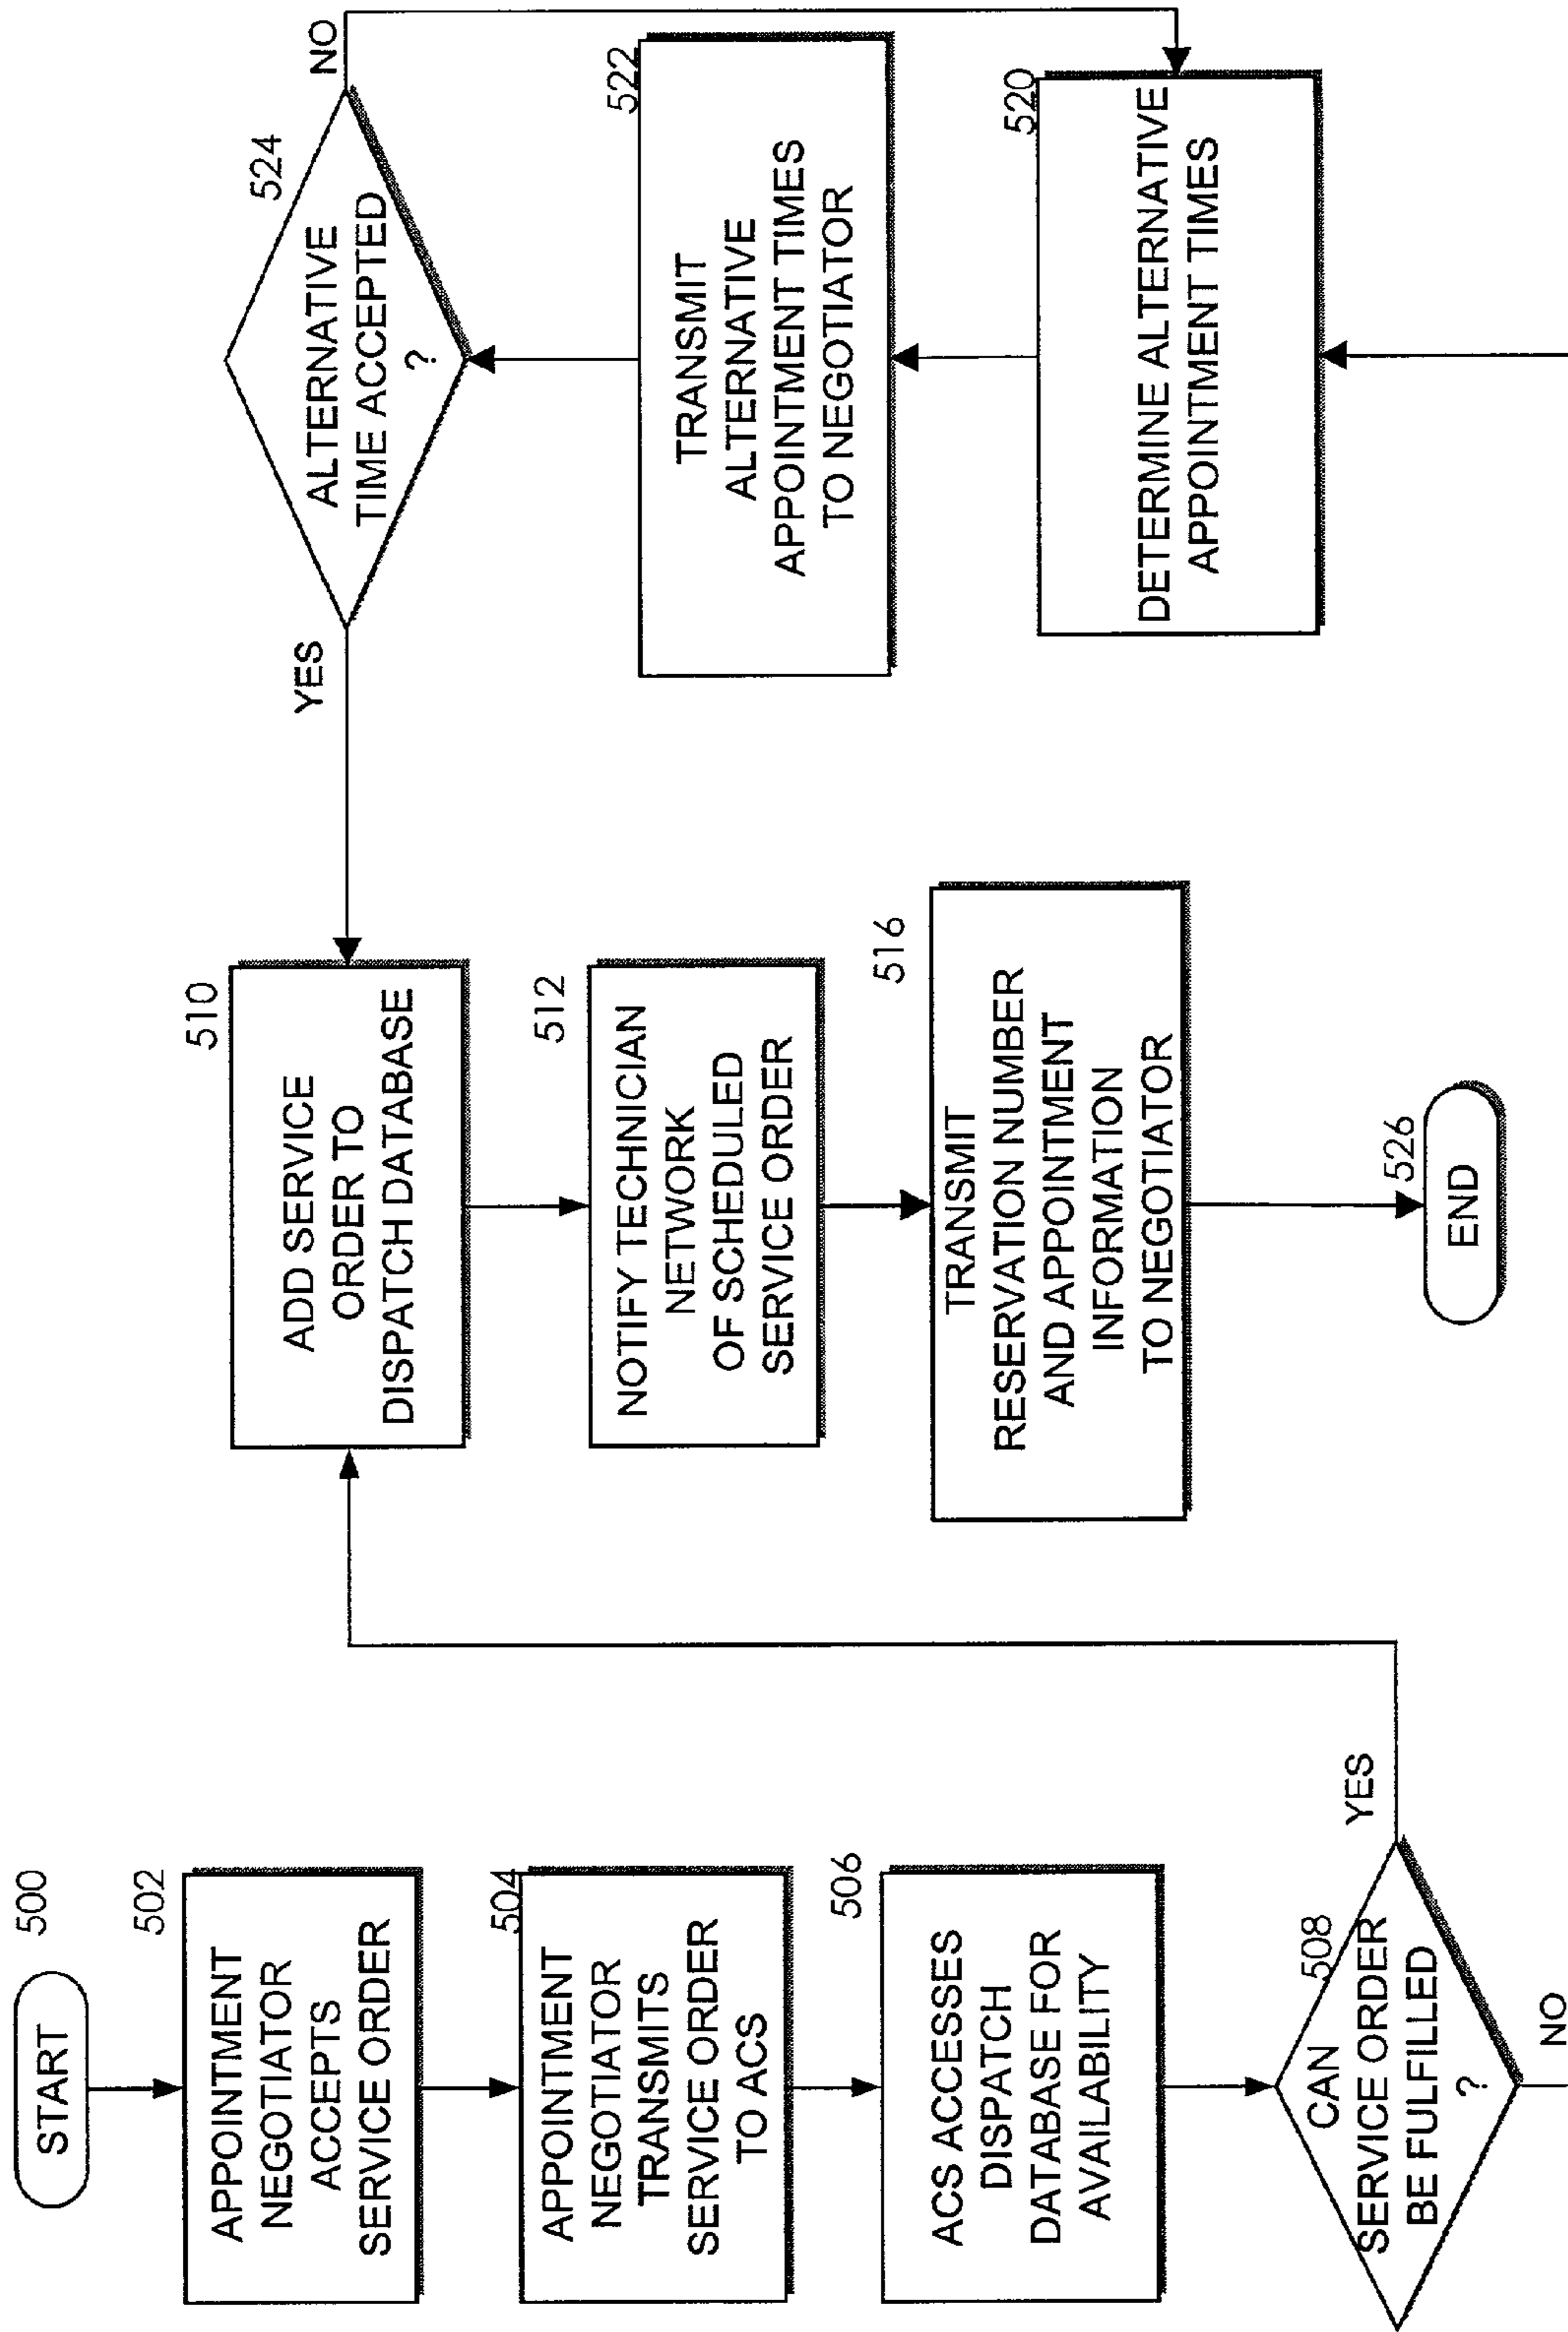 START
500
502
APPOINTMENT
NEGOTIATOR
ACCEPTS
SERVICE ORDER
504
APPOINTMENT
NEGOTIATOR
TRANSMITS
SERVICE ORDER
TO ACS
506
ACS ACCESSES
DISPATCH
DATABASE FOR
AVAILABILITY
508
CAN
SERVICE ORDER
BE FULFILLED
?
YES
NO
510
ADD SERVICE
ORDER TO
DISPATCH DATABASE
512
NOTIFY TECHNICIAN
NETWORK
OF SCHEDULED
SERVICE ORDER
516
TRANSMIT
RESERVATION NUMBER
AND APPOINTMENT
INFORMATION
TO NEGOTIATOR
526
END
524
ALTERNATIVE
TIME ACCEPTED
?
YES
NO
522
TRANSMIT
ALTERNATIVE
APPOINTMENT TIMES
TO NEGOTIATOR
520
DETERMINE ALTERNATIVE
APPOINTMENT TIMES